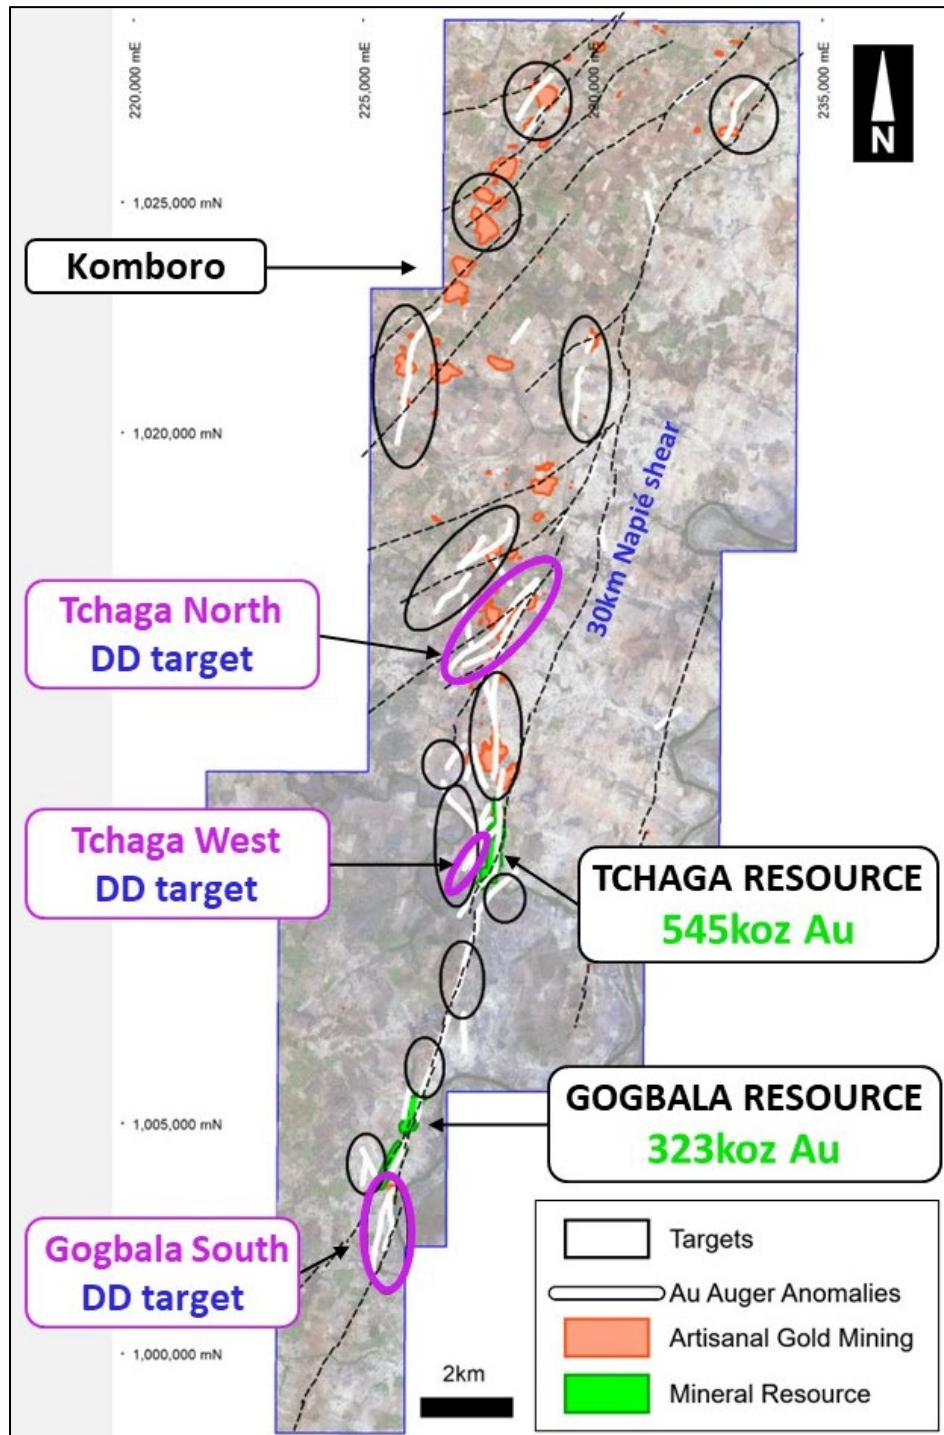 220,000 mE
225,000 mE
230,000 mE
235,000 mE
N
1,025,000 mN
Komboro
1,020,000 mN
30km Napié shear
Tchaga North
DD target
Tchaga West
DD target
TCHAGA RESOURCE
545koz Au
GOGBALA RESOURCE
323koz Au
1,005,000 mN
Gogbala South
DD target
1,000,000 mN
2km
Targets
Au Auger Anomalies
Artisanal Gold Mining
Mineral Resource